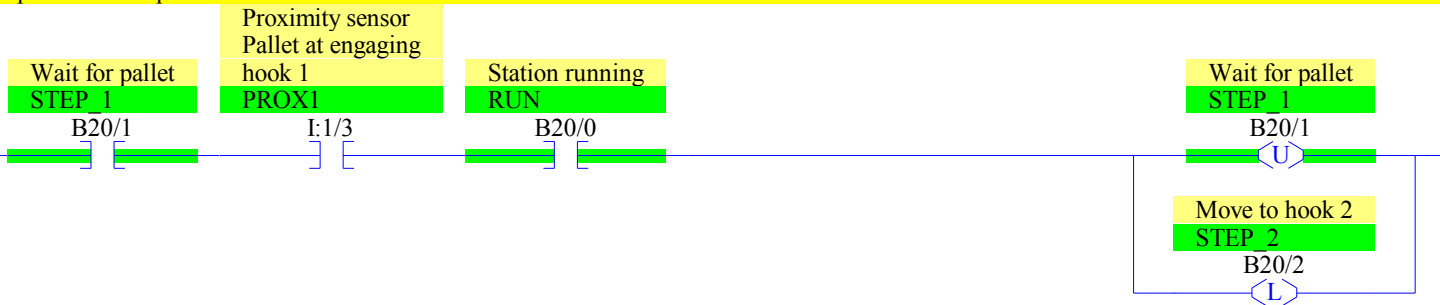 Proximity sensor
Pallet at engaging
hook 1
PROX1
I:1/3
Wait for pallet
STEP_1
B20/1
Station running
RUN
B20/0
Wait for pallet
STEP_1
B20/1
U
Move to hook 2
STEP_2
B20/2
L